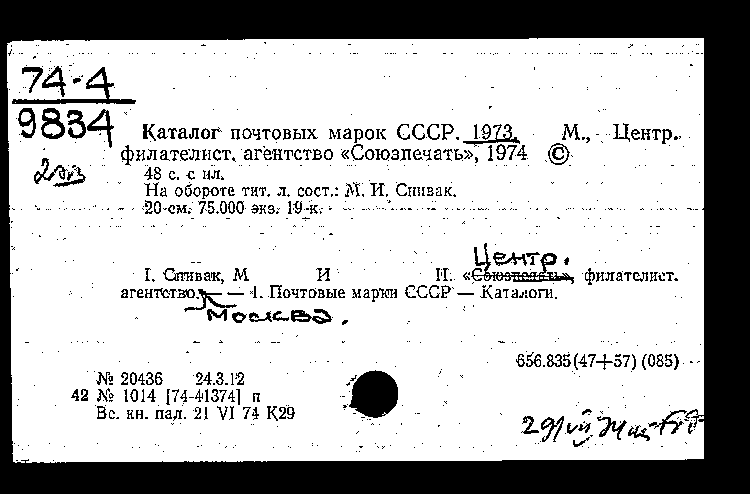 74-4
9834
2 экз
Каталог почтовых марок СССР. 1973. М., Центр.
филателист. агентство «Союзпечать», 1974 ©
48 с. с ил.
На обороте тит. л. сост.: М. И. Спивак.
20 см. 75.000 экз. 19 к.
Центр.
I. Спивак, М И II. «Союзпечать», филателист.
агентство. — — 1. Почтовые марки СССР — Каталоги.
Москва.
656.835(47+57) (085)
№ 20436 24.3.12
42 № 1014 [74-41374] п
Вс. кн. пал. 21 VI 74 К29